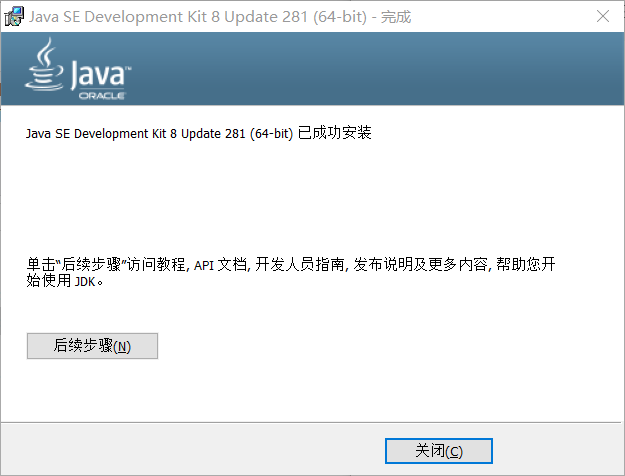 Java SE Development Kit 8 Update 281 (64-bit) - 完成
Java™
ORACLE
Java SE Development Kit 8 Update 281 (64-bit) 已成功安装
单击“后续步骤”访问教程, API 文档, 开发人员指南, 发布说明及更多内容, 帮助您开
始使用 JDK。
后续步骤(N)
关闭(C)